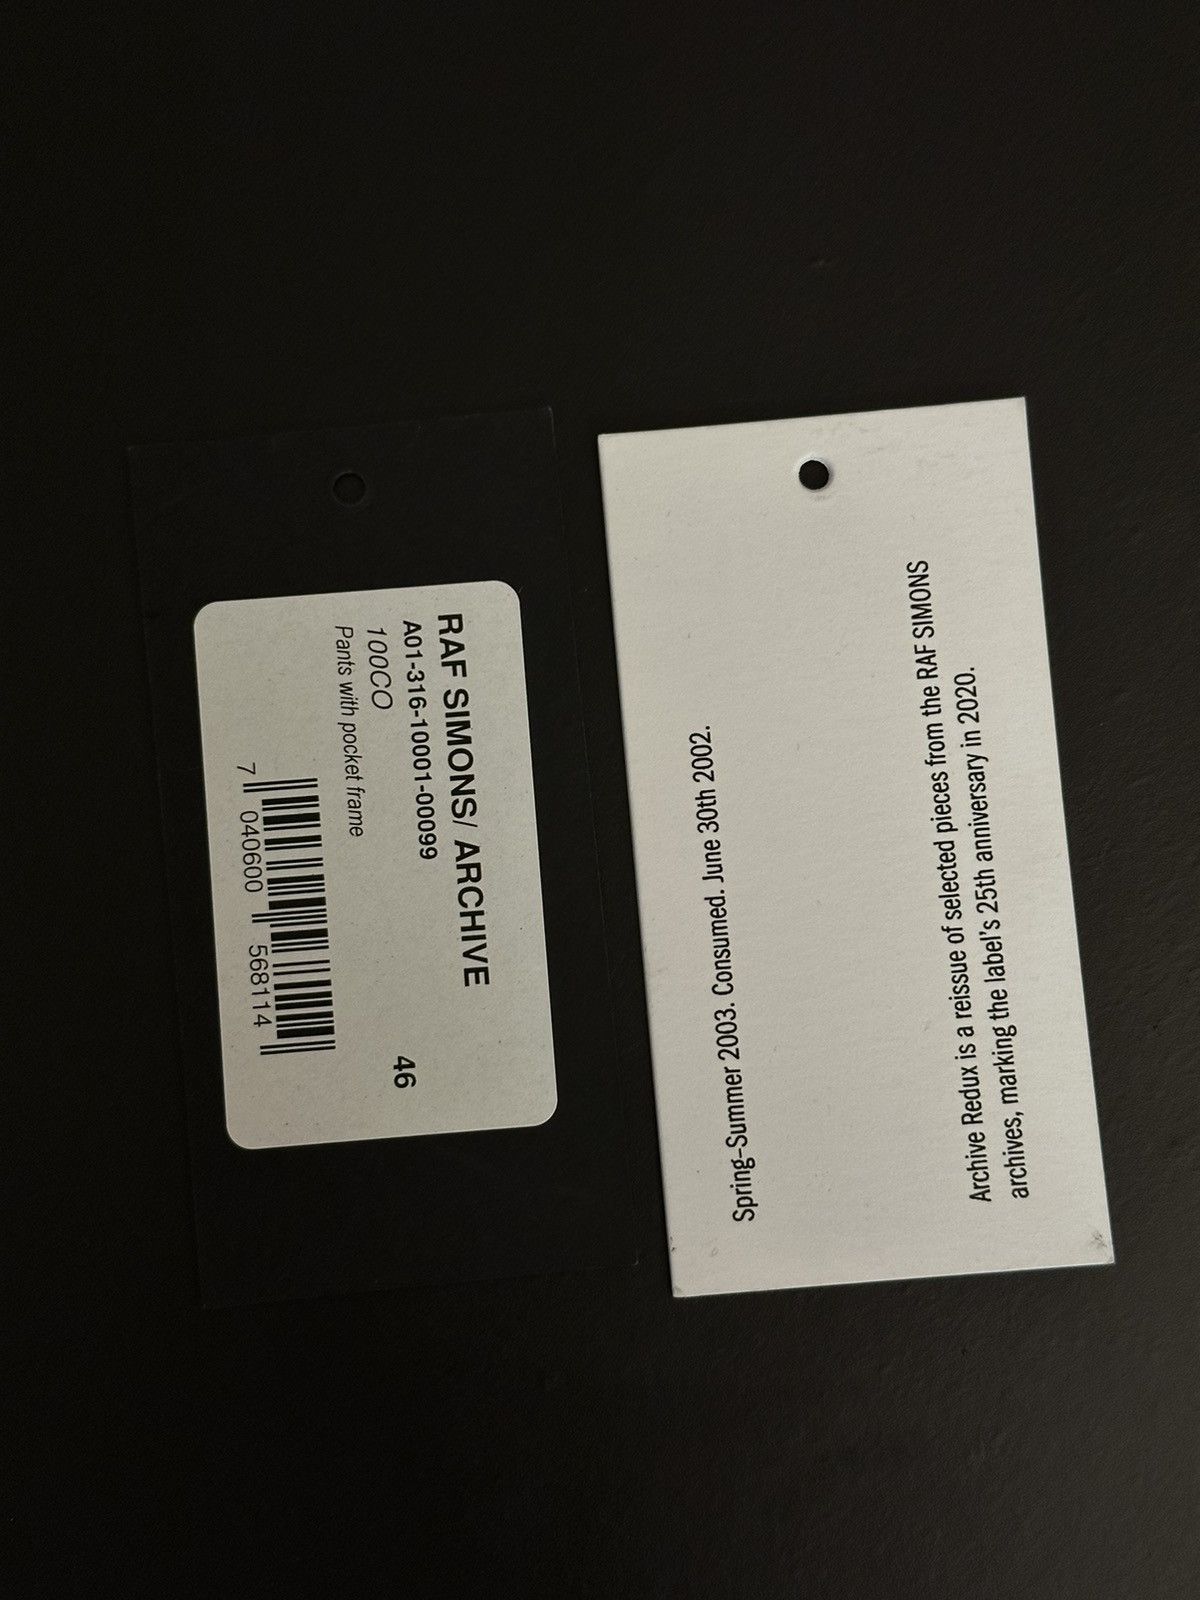 RAF SIMONS/ ARCHIVE
A01-316-10001-00099
46
100CO
Pants with pocket frame
7 040600 568114
Spring–Summer 2003. Consumed. June 30th 2002.
Archive Redux is a reissue of selected pieces from the RAF SIMONS
archives, marking the label's 25th anniversary in 2020.